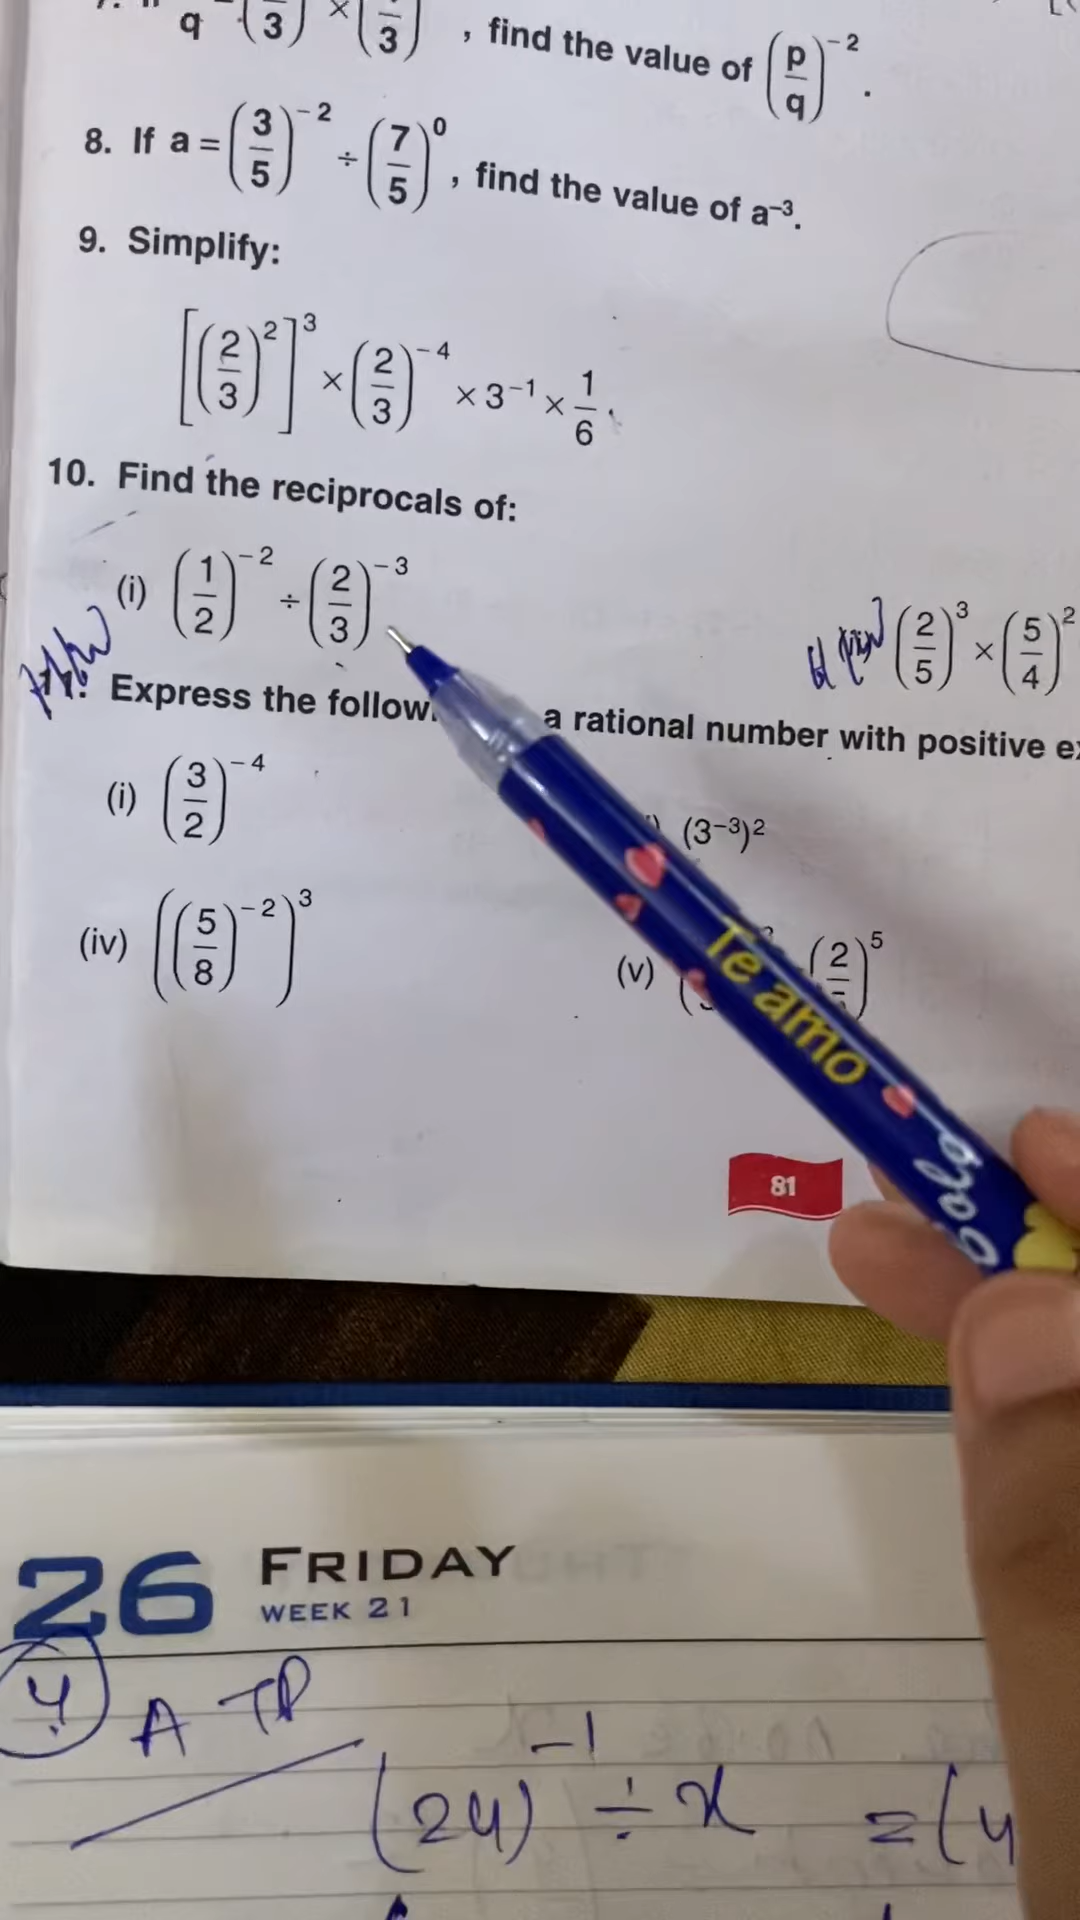 q (3) × (3) , find the value of (p/q)⁻² .
8. If a = (3/5)⁻² ÷ (7/5)⁰ , find the value of a⁻³.
9. Simplify:
[(2/3)²]³ × (2/3)⁻⁴ × 3⁻¹ × 1/6 .
10. Find the reciprocals of:
(i) (1/2)⁻² ÷ (2/3)⁻³ (2/5)³ × (5/4)²
11. Express the follow a rational number with positive
(i) (3/2)⁻⁴ (3⁻³)²
(iv) ((5/8)⁻²)³ (v) (2/ )⁵
81
Te amo
26 FRIDAY
WEEK 21
4 A TP
(24)⁻¹ ÷ x = (4